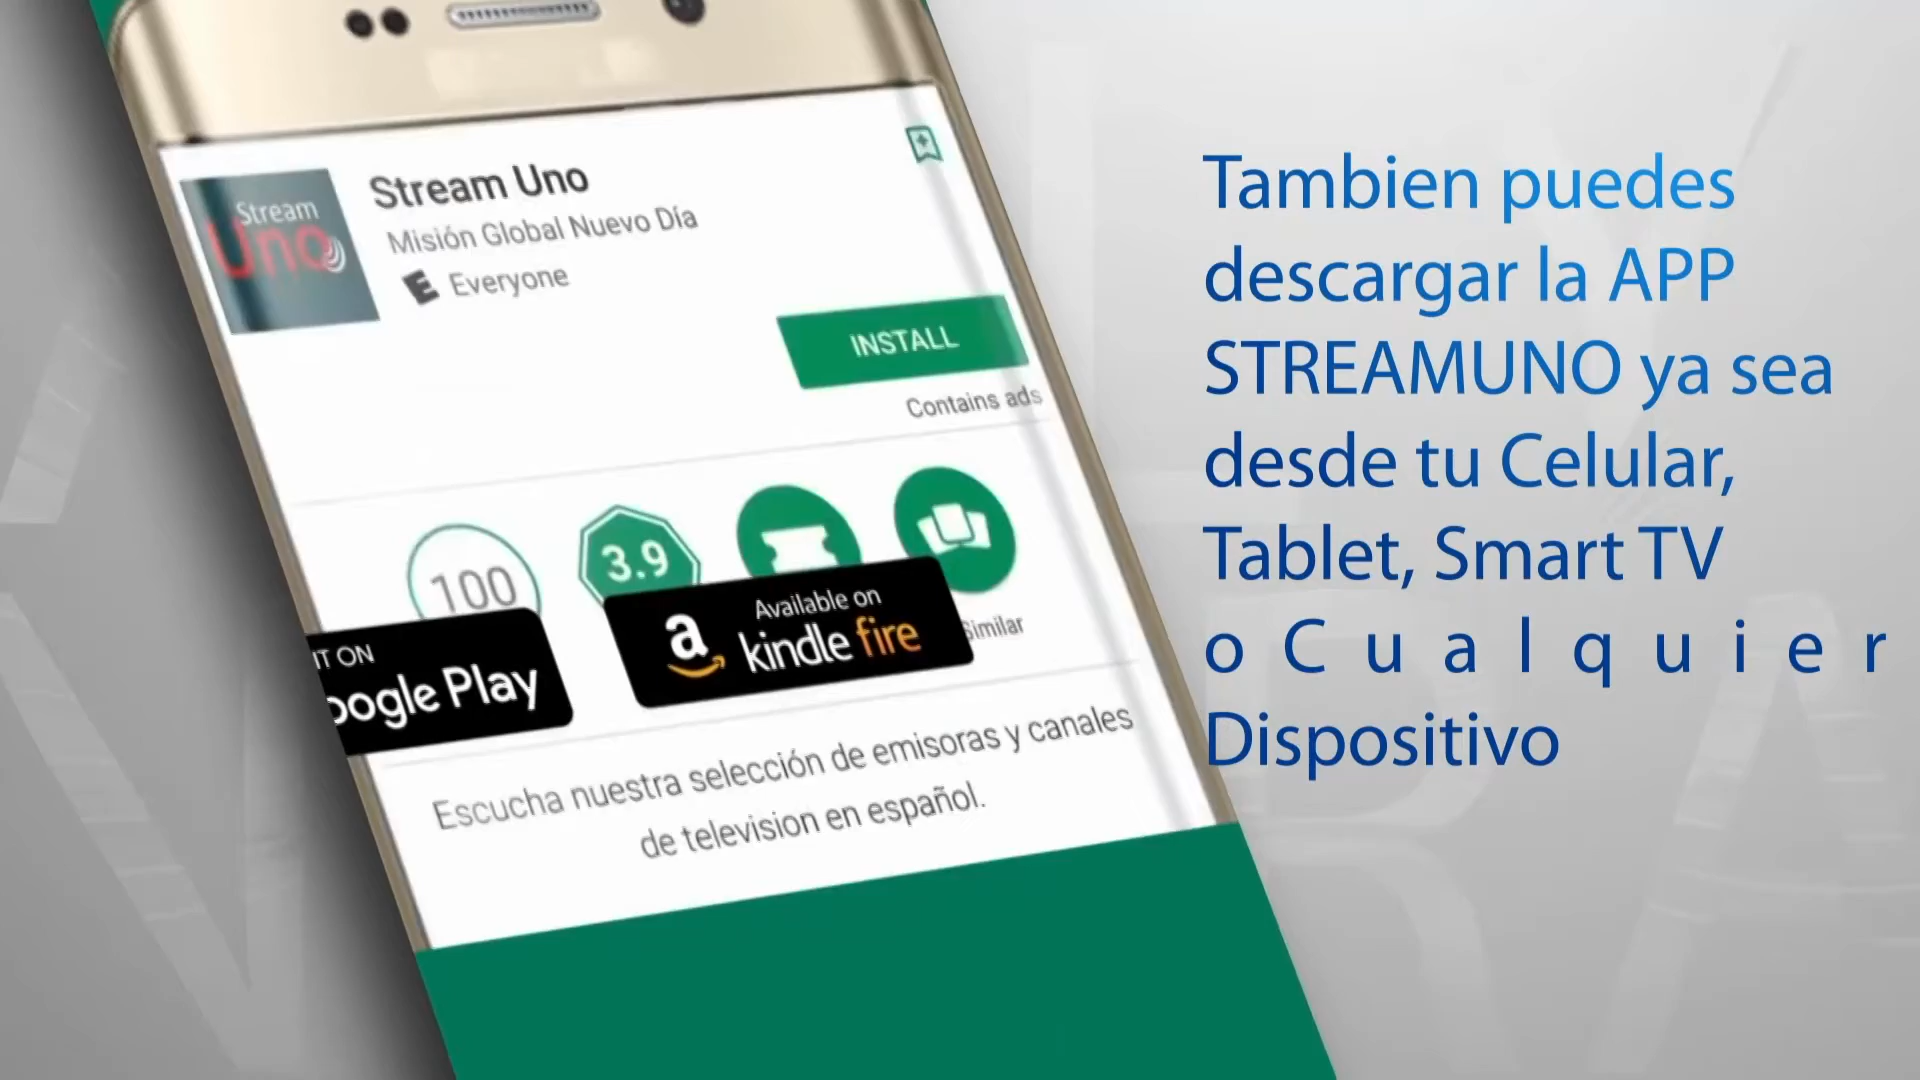 Stream Uno
Stream
Uno
Misión Global Nuevo Día
E Everyone
INSTALL
Contains ads
100
3.9
Similar
IT ON
oogle Play
Available on
a kindle fire
Escucha nuestra selección de emisoras y canales
de television en español.
Tambien puedes
descargar la APP
STREAMUNO ya sea
desde tu Celular,
Tablet, Smart TV
o Cualquier
Dispositivo